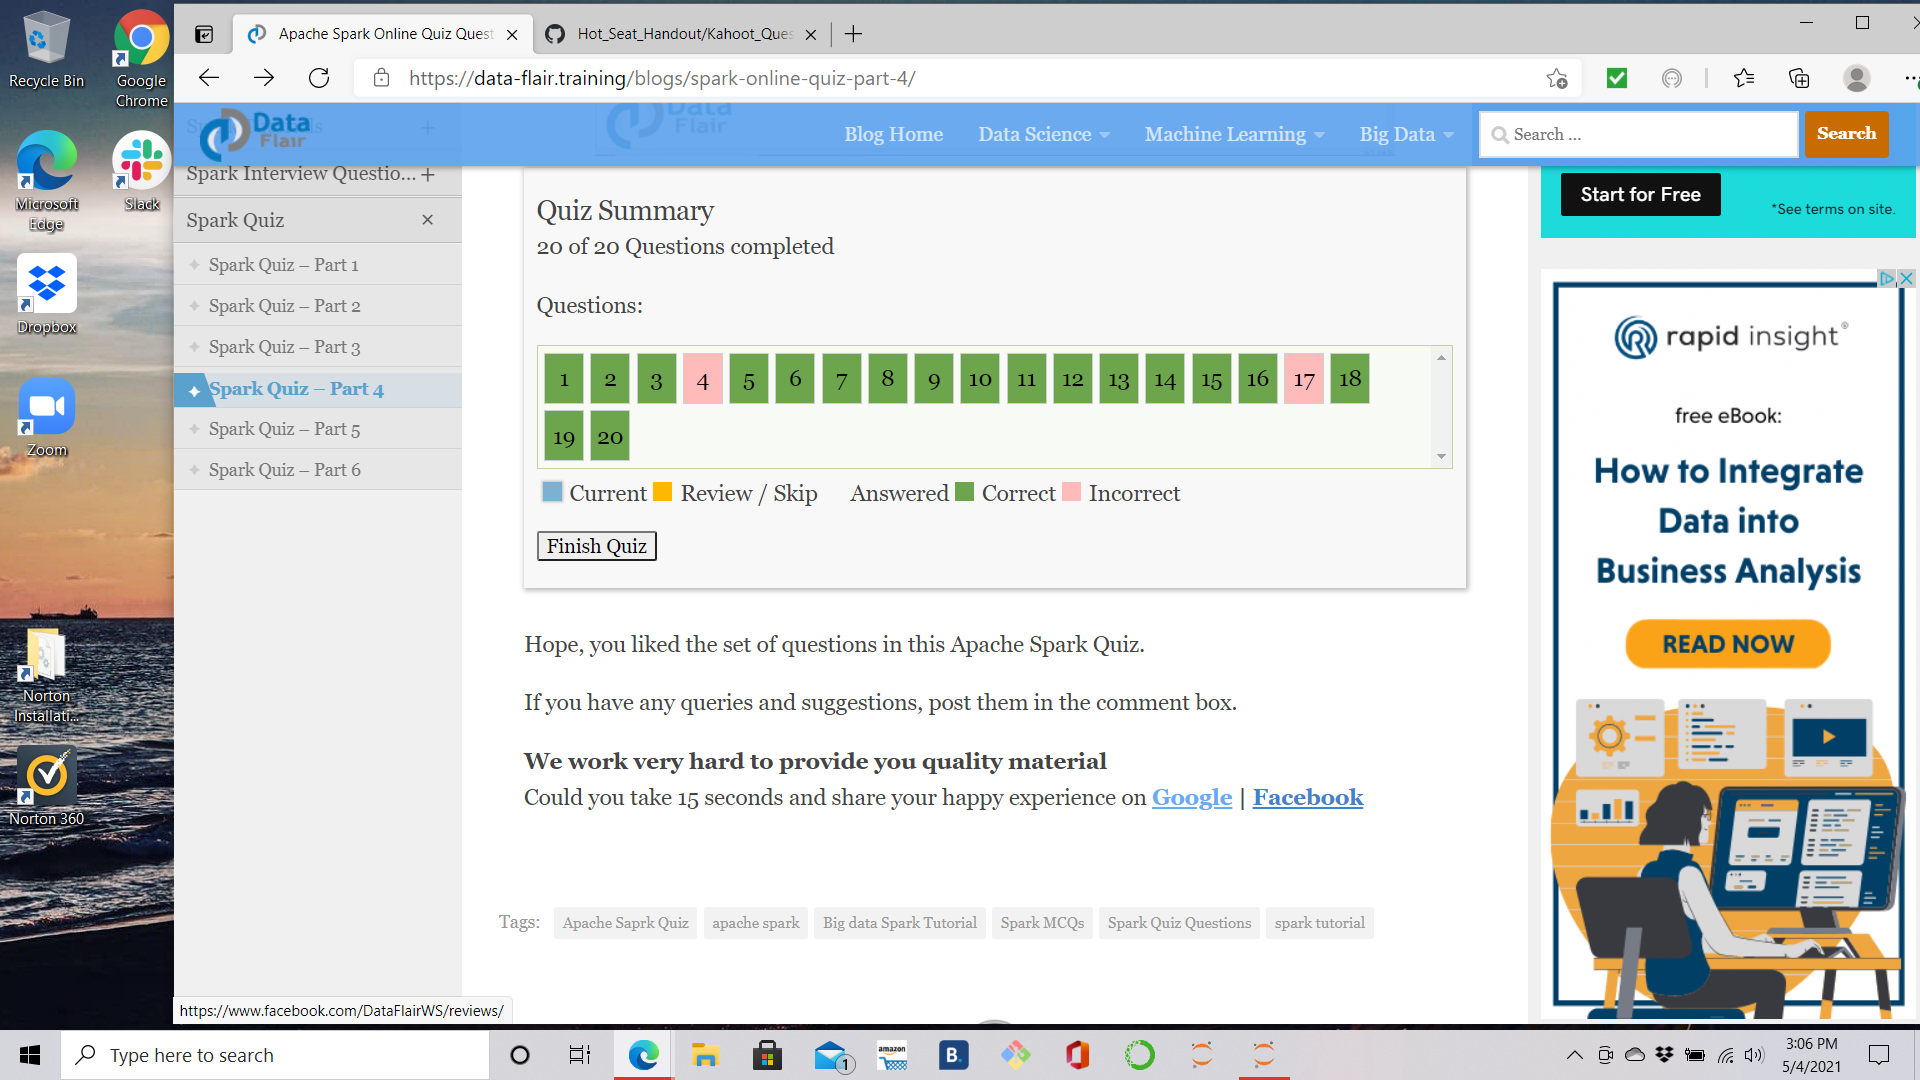 Recycle Bin
Google Chrome
Microsoft Edge
Slack
Dropbox
Zoom
Norton Installati...
Norton 360
Apache Spark Online Quiz Quest
Hot_Seat_Handout/Kahoot_Ques
https://data-flair.training/blogs/spark-online-quiz-part-4/
Data Flair
Data Flair
Blog Home
Data Science
Machine Learning
Big Data
Search ...
Search
Spark Interview Questio...
Spark Quiz
Spark Quiz – Part 1
Spark Quiz – Part 2
Spark Quiz – Part 3
Spark Quiz – Part 4
Spark Quiz – Part 5
Spark Quiz – Part 6
Quiz Summary
20 of 20 Questions completed
Questions:
1 2 3 4 5 6 7 8 9 10 11 12 13 14 15 16 17 18
19 20
Current Review / Skip Answered Correct Incorrect
Finish Quiz
Hope, you liked the set of questions in this Apache Spark Quiz.
If you have any queries and suggestions, post them in the comment box.
We work very hard to provide you quality material
Could you take 15 seconds and share your happy experience on Google | Facebook
Tags: Apache Saprk Quiz apache spark Big data Spark Tutorial Spark MCQs Spark Quiz Questions spark tutorial
Start for Free
*See terms on site.
rapid insight®
free eBook:
How to Integrate
Data into
Business Analysis
READ NOW
https://www.facebook.com/DataFlairWS/reviews/
Type here to search
amazon
B.
1
3:06 PM
5/4/2021